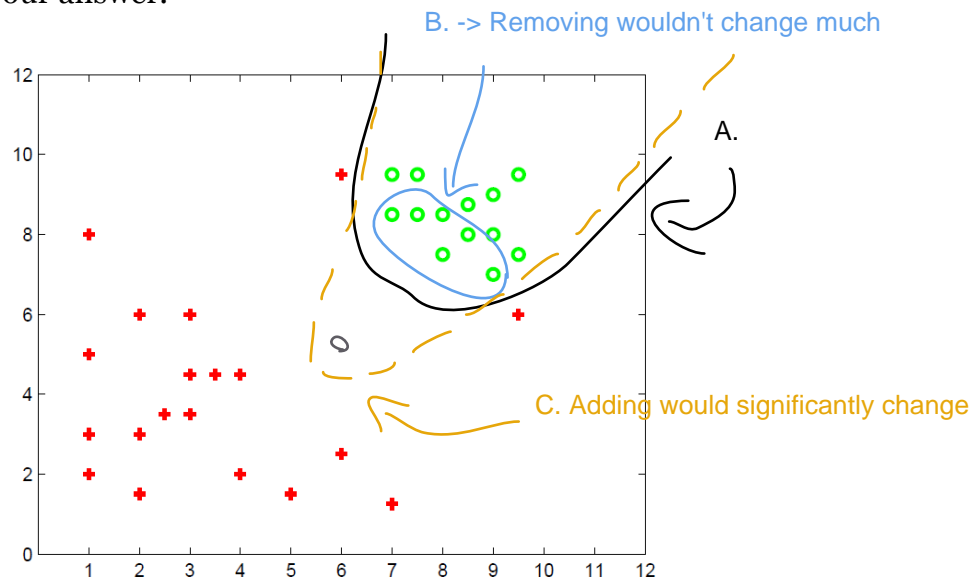 our answer.
B. -> Removing wouldn't change much
12
A.
10
8
6
4
C. Adding would significantly change
2
0
1 2 3 4 5 6 7 8 9 10 11 12